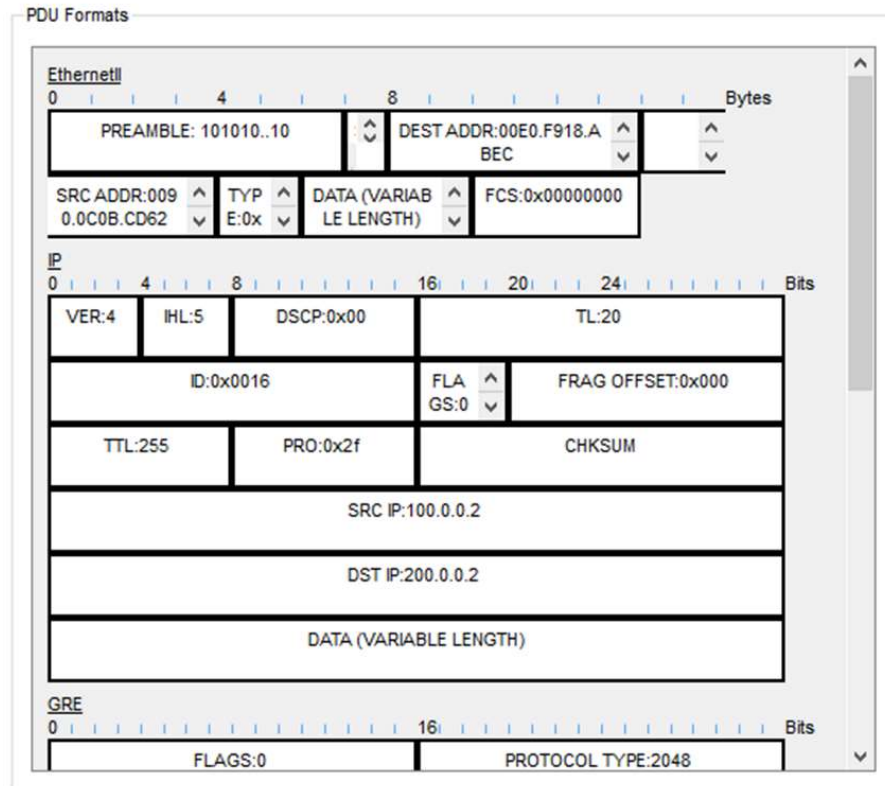 PDU Formats
EthernetII
0 4 8 Bytes
PREAMBLE: 101010..10 DEST ADDR:00E0.F918.A
BEC
SRC ADDR:009 TYP DATA (VARIAB FCS:0x00000000
0.0C0B.CD62 E:0x LE LENGTH)
IP
0 4 8 16 20 24 Bits
VER:4 IHL:5 DSCP:0x00 TL:20
ID:0x0016 FLA FRAG OFFSET:0x000
GS:0
TTL:255 PRO:0x2f CHKSUM
SRC IP:100.0.0.2
DST IP:200.0.0.2
DATA (VARIABLE LENGTH)
GRE
0 16 Bits
FLAGS:0 PROTOCOL TYPE:2048